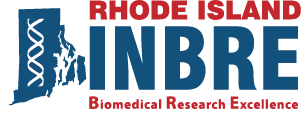 RHODE ISLAND
INBRE
Biomedical Research Excellence